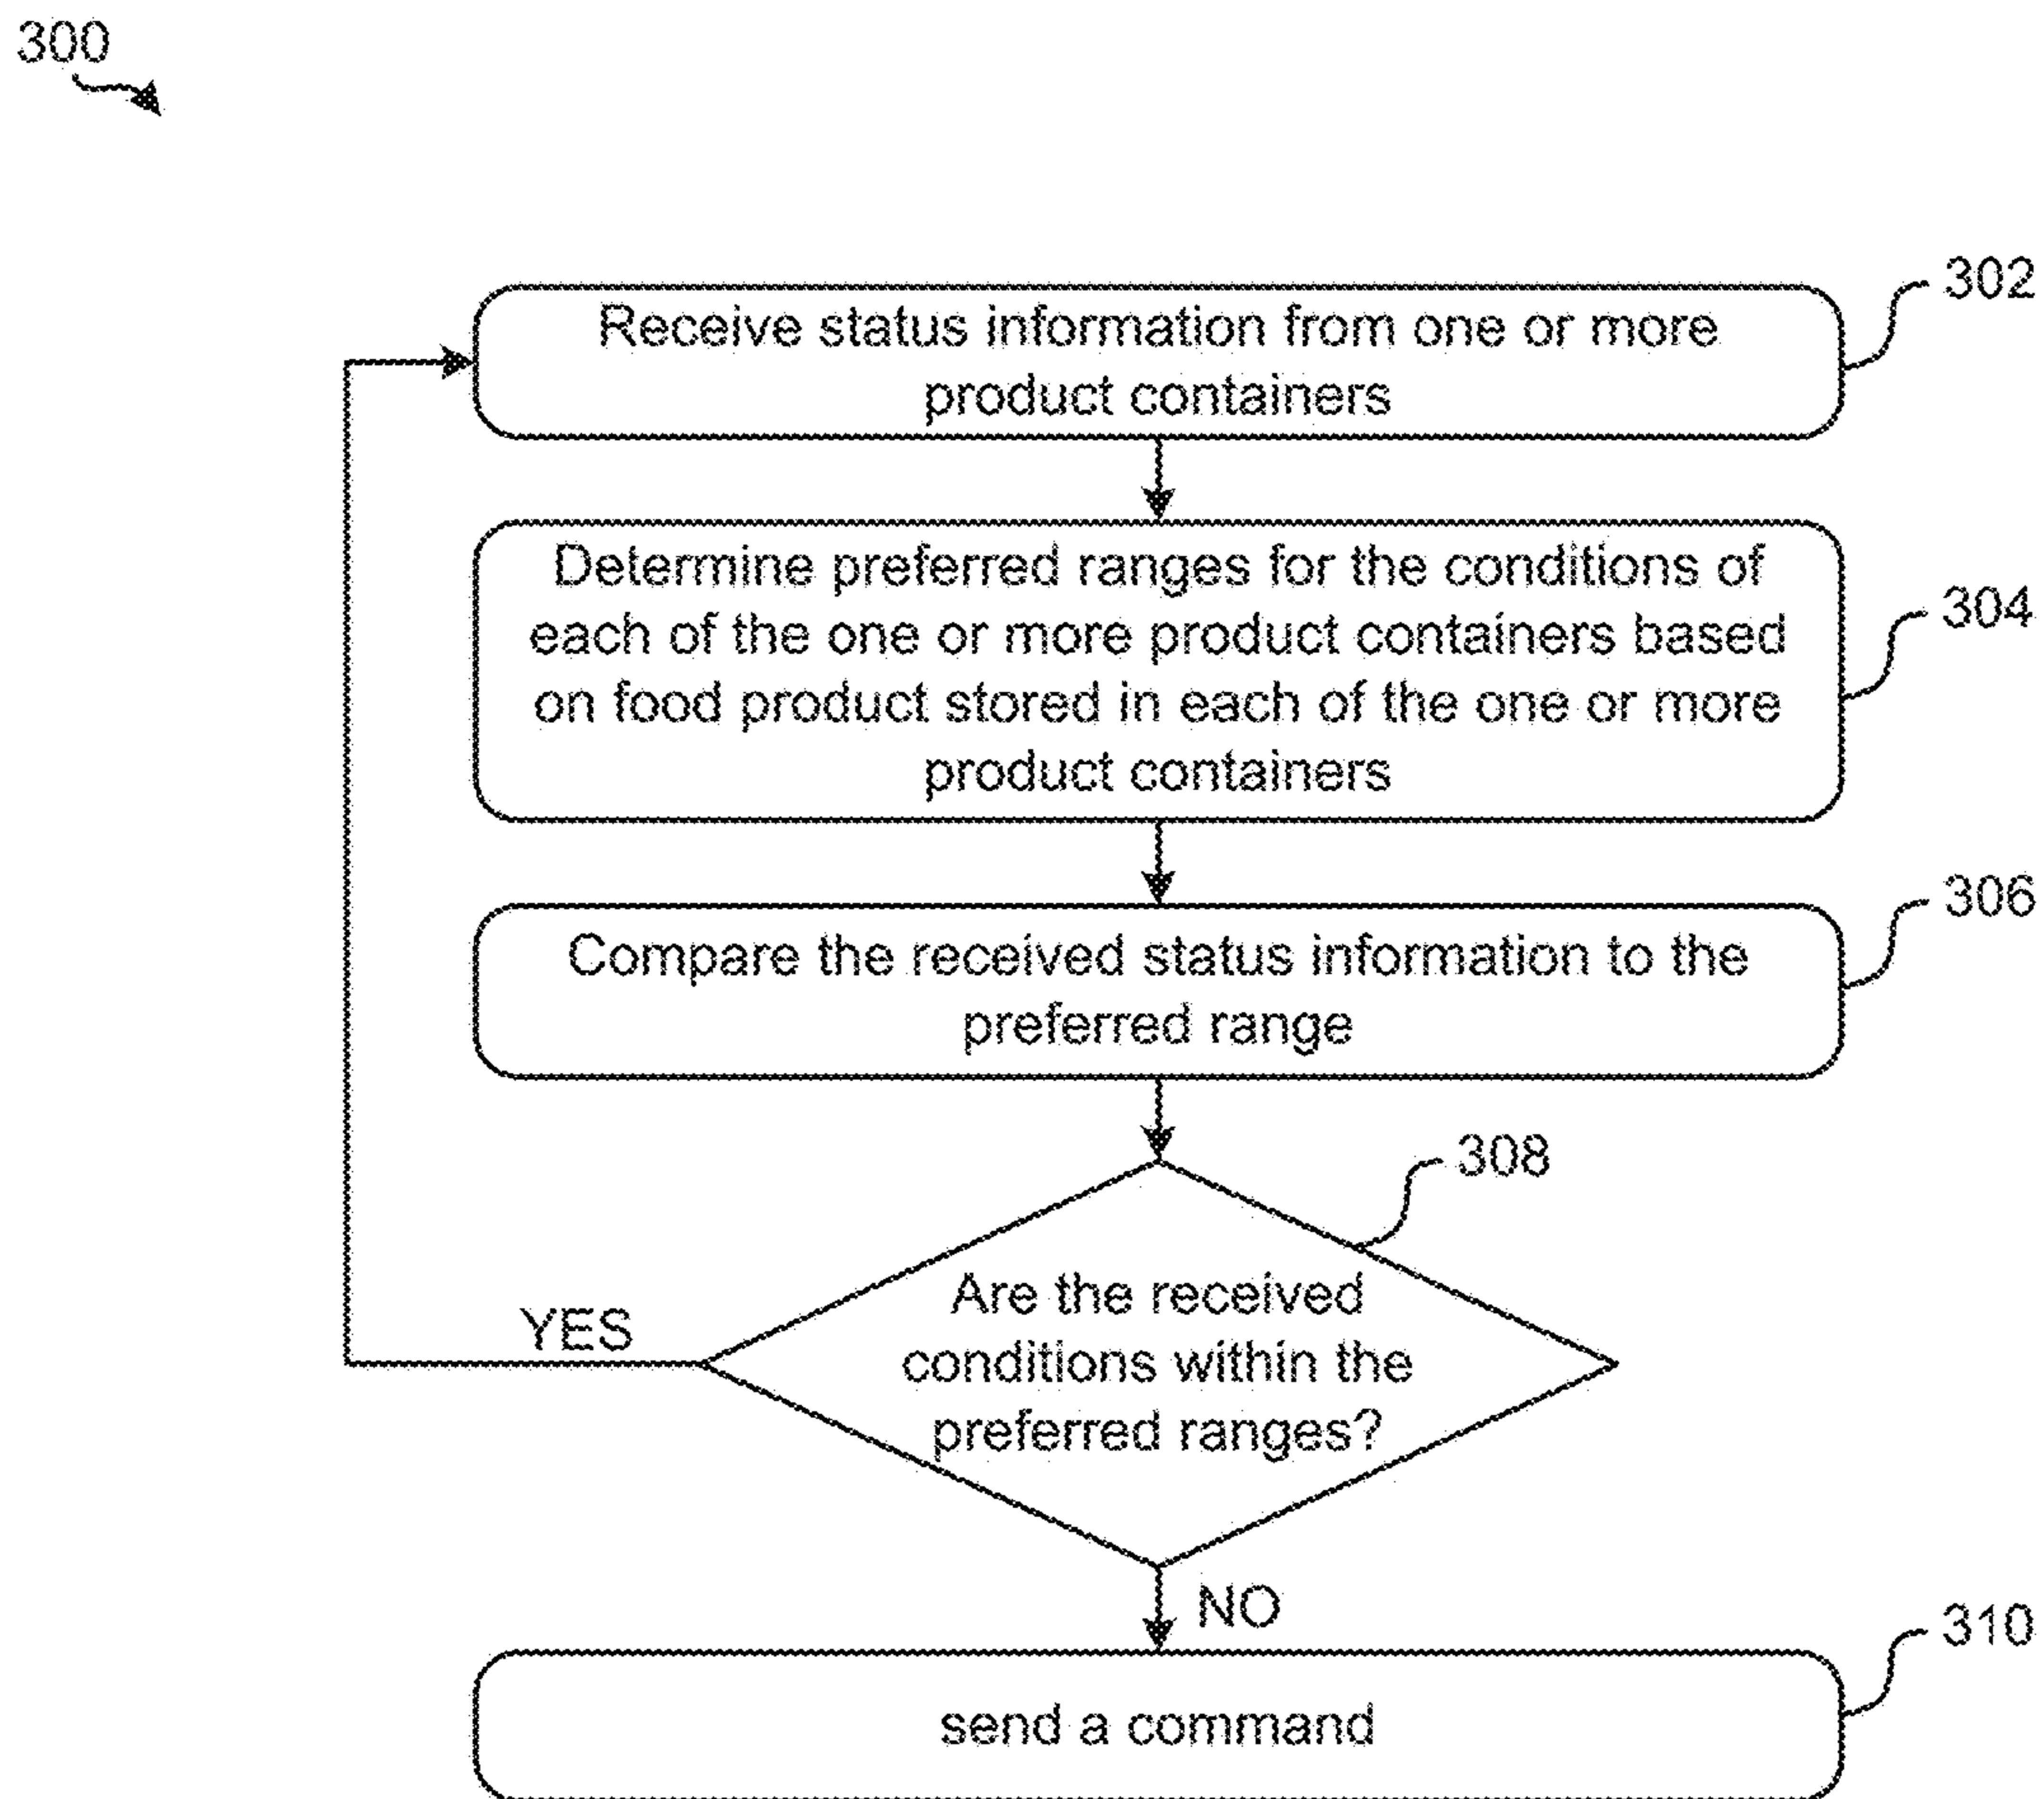 300
Receive status information from one or more
product containers
302
Determine preferred ranges for the conditions of
each of the one or more product containers based
on food product stored in each of the one or more
product containers
304
Compare the received status information to the
preferred range
306
308
Are the received
conditions within the
preferred ranges?
YES
NO
send a command
310